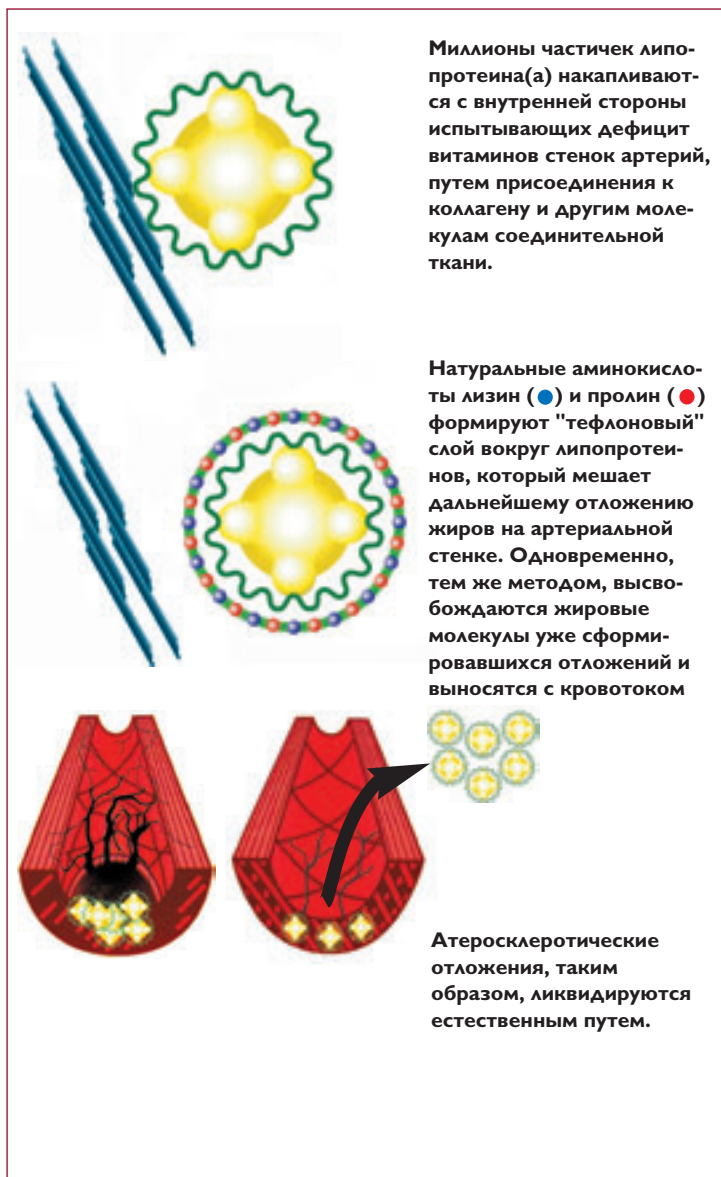 Миллионы частичек липо-
протеина(а) накапливают-
ся с внутренней стороны
испытывающих дефицит
витаминов стенок артерий,
путем присоединения к
коллагену и другим моле-
кулам соединительной
ткани.
Натуральные аминокисло-
ты лизин (●) и пролин (●)
формируют "тефлоновый"
слой вокруг липопротеи-
нов, который мешает
дальнейшему отложению
жиров на артериальной
стенке. Одновременно,
тем же методом, высво-
бождаются жировые
молекулы уже сформи-
ровавшихся отложений и
выносятся с кровотоком
Атеросклеротические
отложения, таким
образом, ликвидируются
естественным путем.